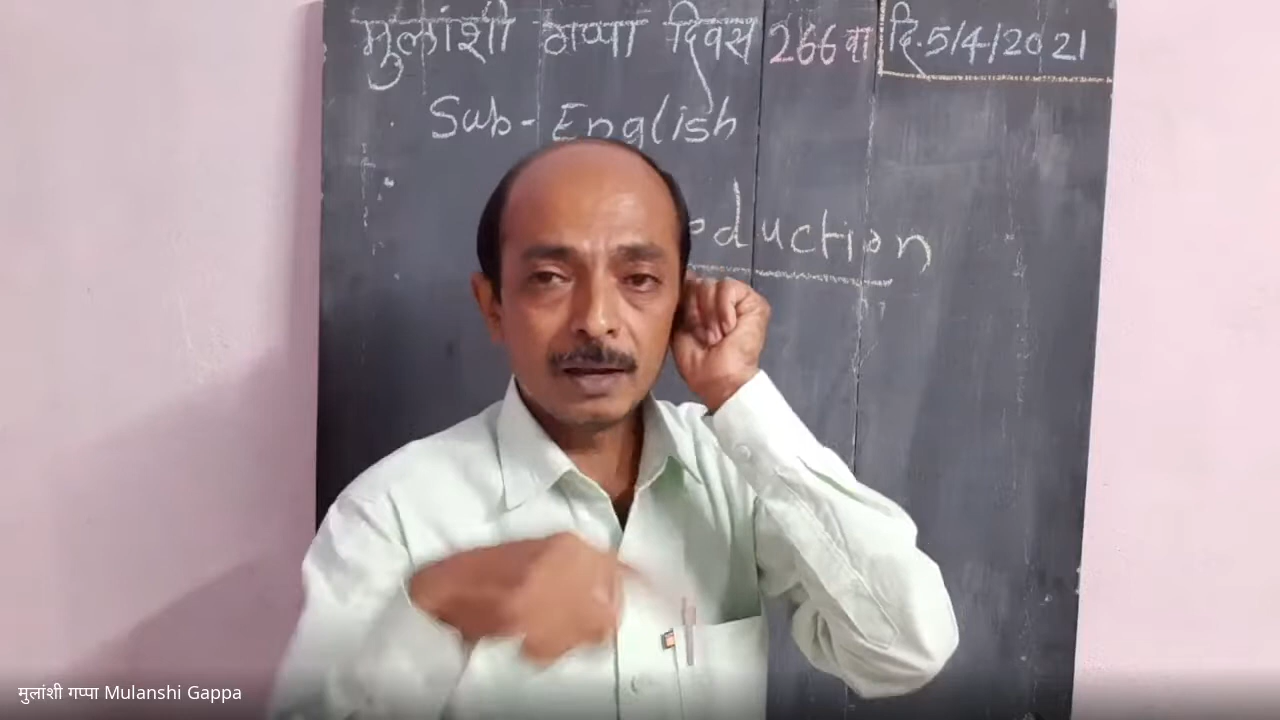 मुलांशी गप्पा दिवस 266 वा
दि. 5/4/2021
Sub - English
मुलांशी गप्पा Mulanshi Gappa